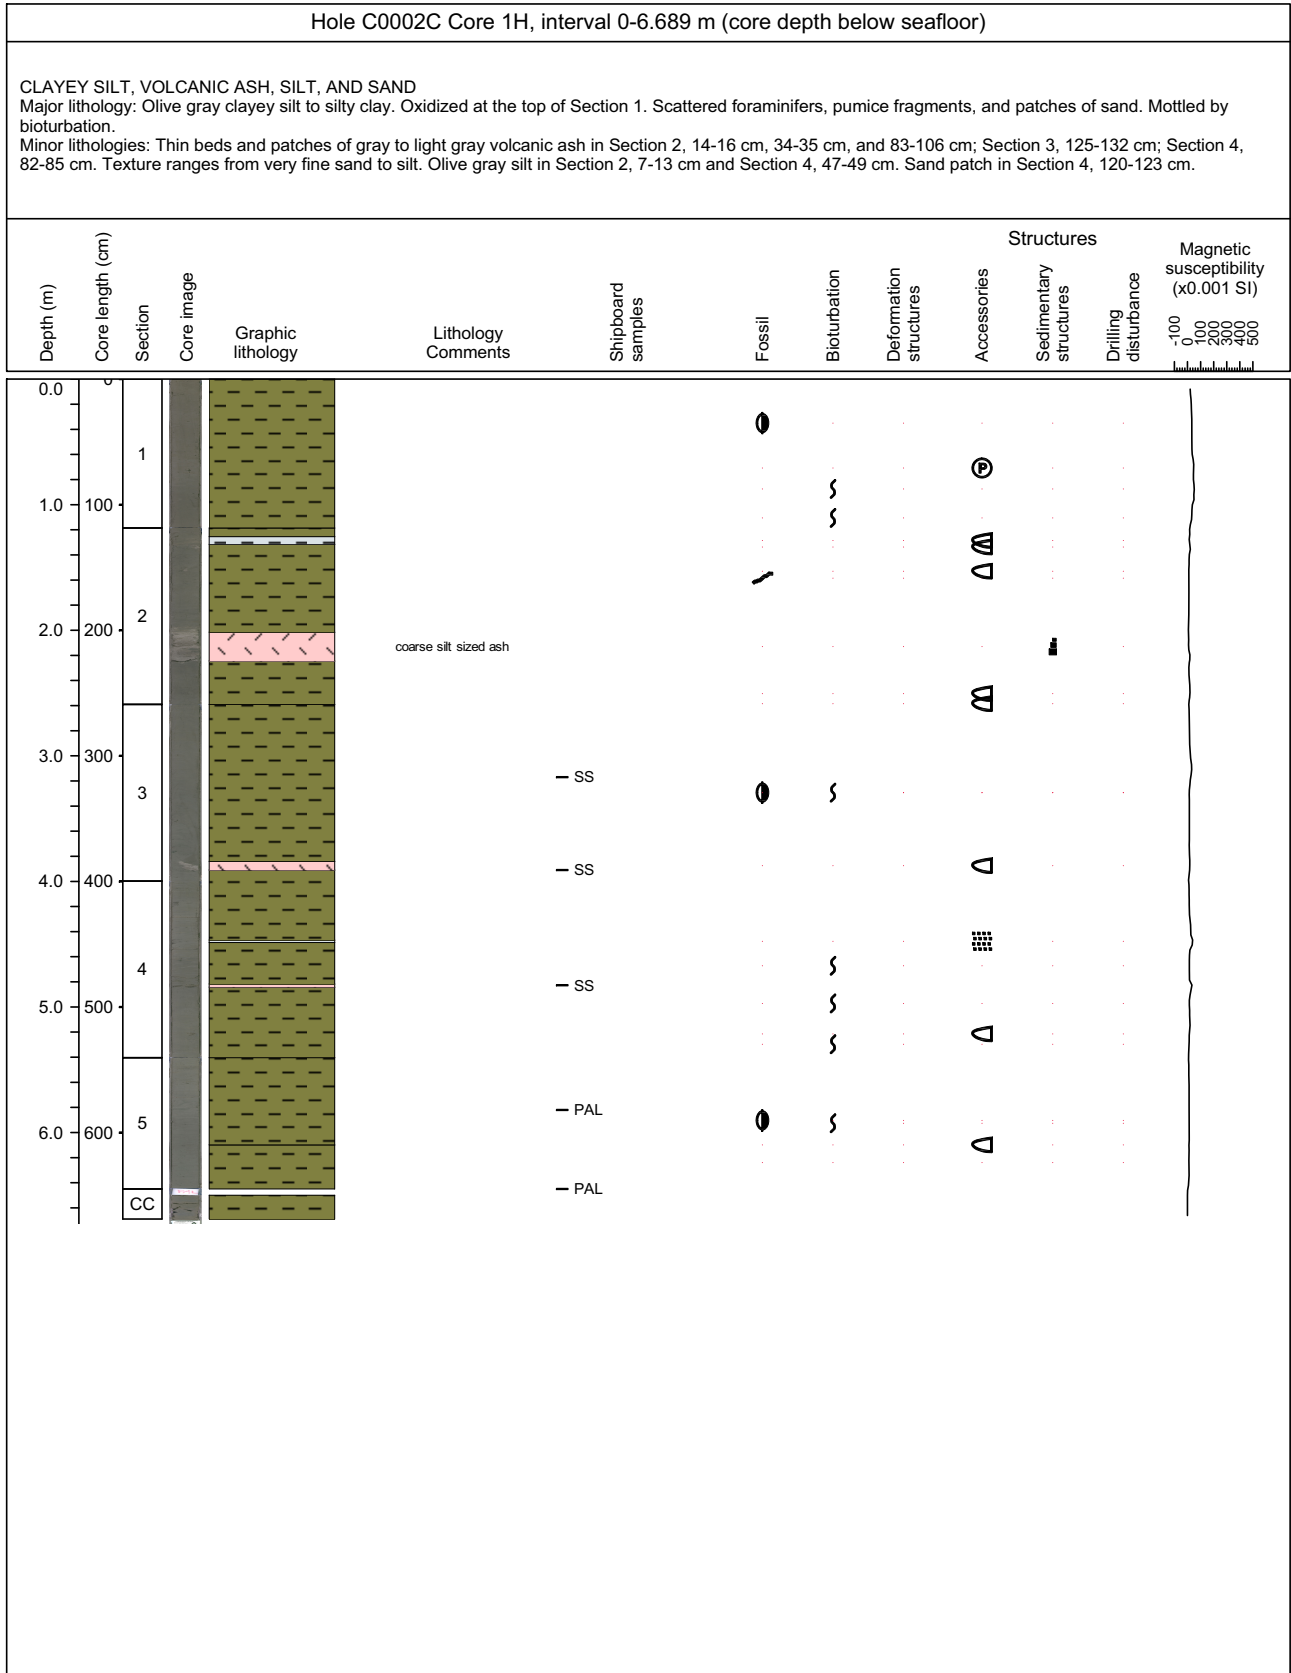 Hole C0002C Core 1H, interval 0-6.689 m (core depth below seafloor)
CLAYEY SILT, VOLCANIC ASH, SILT, AND SAND
Major lithology: Olive gray clayey silt to silty clay. Oxidized at the top of Section 1. Scattered foraminifers, pumice fragments, and patches of sand. Mottled by
bioturbation.
Minor lithologies: Thin beds and patches of gray to light gray volcanic ash in Section 2, 14-16 cm, 34-35 cm, and 83-106 cm; Section 3, 125-132 cm; Section 4,
82-85 cm. Texture ranges from very fine sand to silt. Olive gray silt in Section 2, 7-13 cm and Section 4, 47-49 cm. Sand patch in Section 4, 120-123 cm.
Depth (m)
Core length (cm)
Section
Core image
Graphic
lithology
Lithology
Comments
Shipboard
samples
Fossil
Bioturbation
Deformation
structures
Structures
Accessories
Sedimentary
structures
Drilling
disturbance
Magnetic
susceptibility
(x0.001 SI)
-100
0
100
200
300
400
500
0.0
0
1
P
1.0
100
2
2.0
200
coarse silt sized ash
3.0
300
SS
3
SS
4.0
400
4
SS
5.0
500
PAL
5
6.0
600
PAL
CC